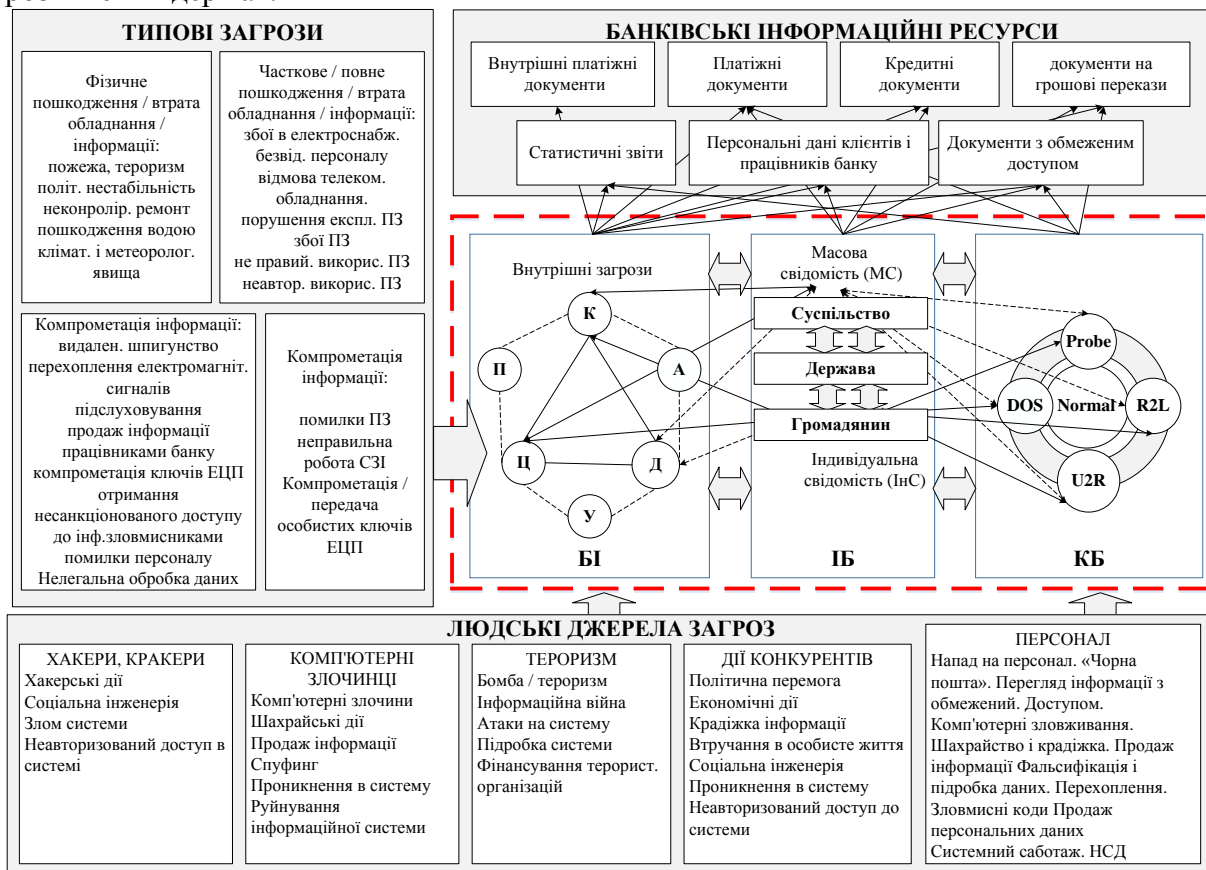 ТИПОВІ ЗАГРОЗИ
Фізичне
пошкодження / втрата
обладнання /
інформації:
пожежа, тероризм
політ. нестабільність
неконролір. ремонт
пошкодження водою
клімат. і метеоролог.
явища
Часткове / повне
пошкодження / втрата
обладнання / інформації:
збої в електроснабж.
безвід. персоналу
відмова телеком.
обладнання.
порушення експл. ПЗ
збої ПЗ
не правий. викорис. ПЗ
неавтор. викорис. ПЗ
Компрометація інформації:
видален. шпигунство
перехоплення електромагніт.
сигналів
підслуховування
продаж інформації
працівниками банку
компрометація ключів ЕЦП
отримання
несанкціонованого доступу
до інф.зловмисниками
помилки персоналу
Нелегальна обробка даних
Компрометація
інформації:
помилки ПЗ
неправильна
робота СЗІ
Компрометація /
передача
особистих ключів
ЕЦП
БАНКІВСЬКІ ІНФОРМАЦІЙНІ РЕСУРСИ
Внутрішні платіжні
документи
Платіжні
документи
Кредитні
документи
документи на
грошові перекази
Статистичні звіти
Персональні дані клієнтів і
працівників банку
Документи з обмеженим
доступом
Внутрішні загрози
К
П
А
Ц
Д
У
БІ
Масова
свідомість (МС)
Суспільство
Держава
Громадянин
Індивідуальна
свідомість (ІнС)
ІБ
Probe
DOS
Normal
R2L
U2R
КБ
ЛЮДСЬКІ ДЖЕРЕЛА ЗАГРОЗ
ХАКЕРИ, КРАКЕРИ
Хакерські дії
Соціальна інженерія
Злом системи
Неавторизований доступ в
системі
КОМП'ЮТЕРНІ
ЗЛОЧИНЦІ
Комп'ютерні злочини
Шахрайські дії
Продаж інформації
Спуфинг
Проникнення в систему
Руйнування
інформаційної системи
ТЕРОРИЗМ
Бомба / тероризм
Інформаційна війна
Атаки на систему
Підробка системи
Фінансування терорист.
організацій
ДІЇ КОНКУРЕНТІВ
Політична перемога
Економічні дії
Крадіжка інформації
Втручання в особисте життя
Соціальна інженерія
Проникнення в систему
Неавторизований доступ до
системи
ПЕРСОНАЛ
Напад на персонал. «Чорна
пошта». Перегляд інформації з
обмежений. Доступом.
Комп'ютерні зловживання.
Шахрайство і крадіжка. Продаж
інформації Фальсифікація і
підробка даних. Перехоплення.
Зловмисні коди Продаж
персональних даних
Системний саботаж. НСД